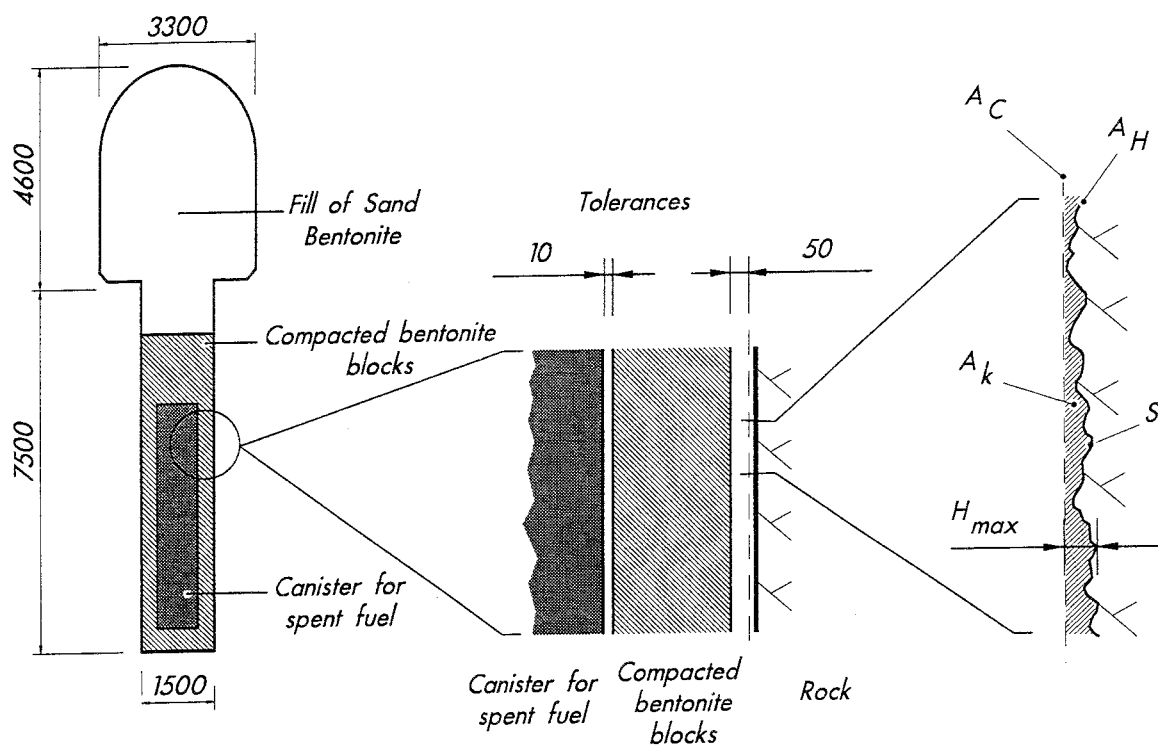 3300
4600
Fill of Sand
Bentonite
7500
Compacted bentonite
blocks
Canister for
spent fuel
1500
Tolerances
10
50
Canister for
spent fuel
Compacted
bentonite
blocks
Rock
A C
A H
A k
S
H max